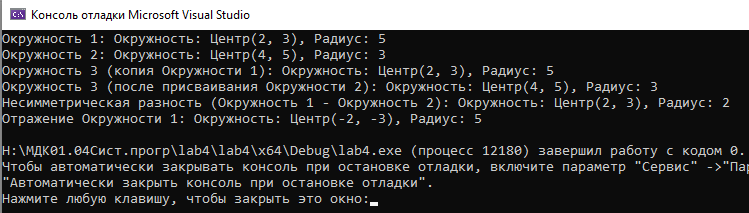 Консоль отладки Microsoft Visual Studio
Окружность 1: Окружность: Центр(2, 3), Радиус: 5
Окружность 2: Окружность: Центр(4, 5), Радиус: 3
Окружность 3 (копия Окружности 1): Окружность: Центр(2, 3), Радиус: 5
Окружность 3 (после присваивания Окружности 2): Окружность: Центр(4, 5), Радиус: 3
Несимметрическая разность (Окружность 1 - Окружность 2): Окружность: Центр(2, 3), Радиус: 2
Отражение Окружности 1: Окружность: Центр(-2, -3), Радиус: 5
H:\МДК01.04Сист.прогр\lab4\lab4\x64\Debug\lab4.exe (процесс 12180) завершил работу с кодом 0.
Чтобы автоматически закрывать консоль при остановке отладки, включите параметр "Сервис" ->"Пар
"Автоматически закрыть консоль при остановке отладки".
Нажмите любую клавишу, чтобы закрыть это окно: